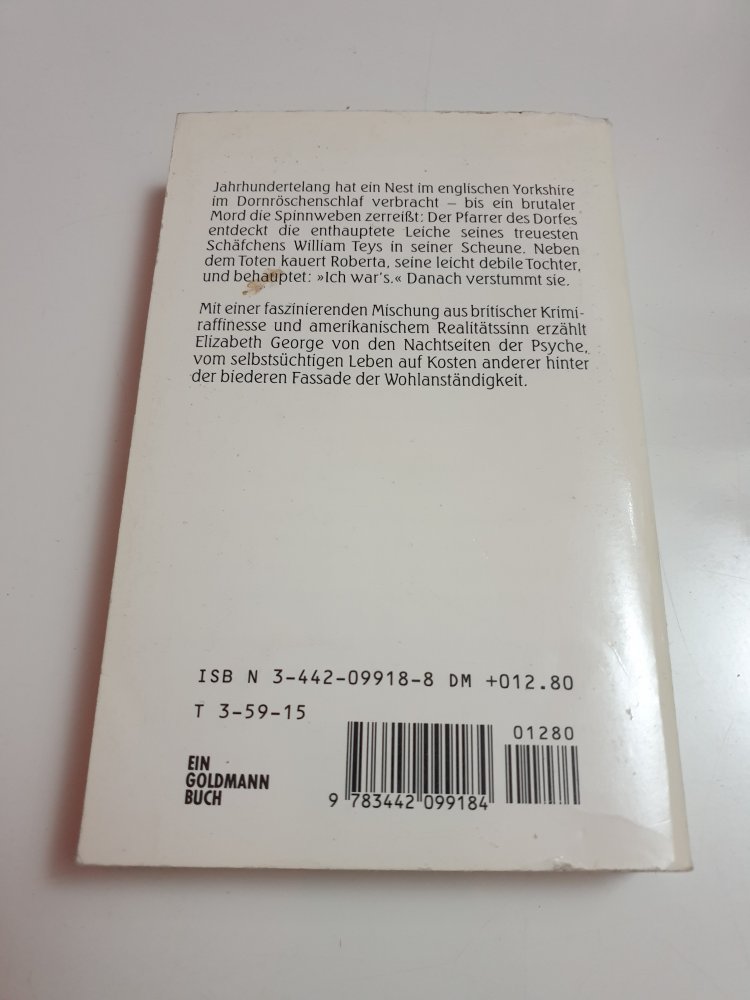 Jahrhundertelang hat ein Nest im englischen Yorkshire
im Dornröschenschlaf verbracht – bis ein brutaler
Mord die Spinnweben zerreißt: Der Pfarrer des Dorfes
entdeckt die enthauptete Leiche seines treuesten
Schäfchens William Teys in seiner Scheune. Neben
dem Toten kauert Roberta, seine leicht debile Tochter,
und behauptet: »Ich war's.« Danach verstummt sie.
Mit einer faszinierenden Mischung aus britischer Krimi-
raffinesse und amerikanischem Realitätssinn erzählt
Elizabeth George von den Nachtseiten der Psyche,
vom selbstsüchtigen Leben auf Kosten anderer hinter
der biederen Fassade der Wohlanständigkeit.
ISB N 3-442-09918-8 DM +012.80
T 3-59-15
01280
EIN
GOLDMANN
BUCH
9 783442 099184